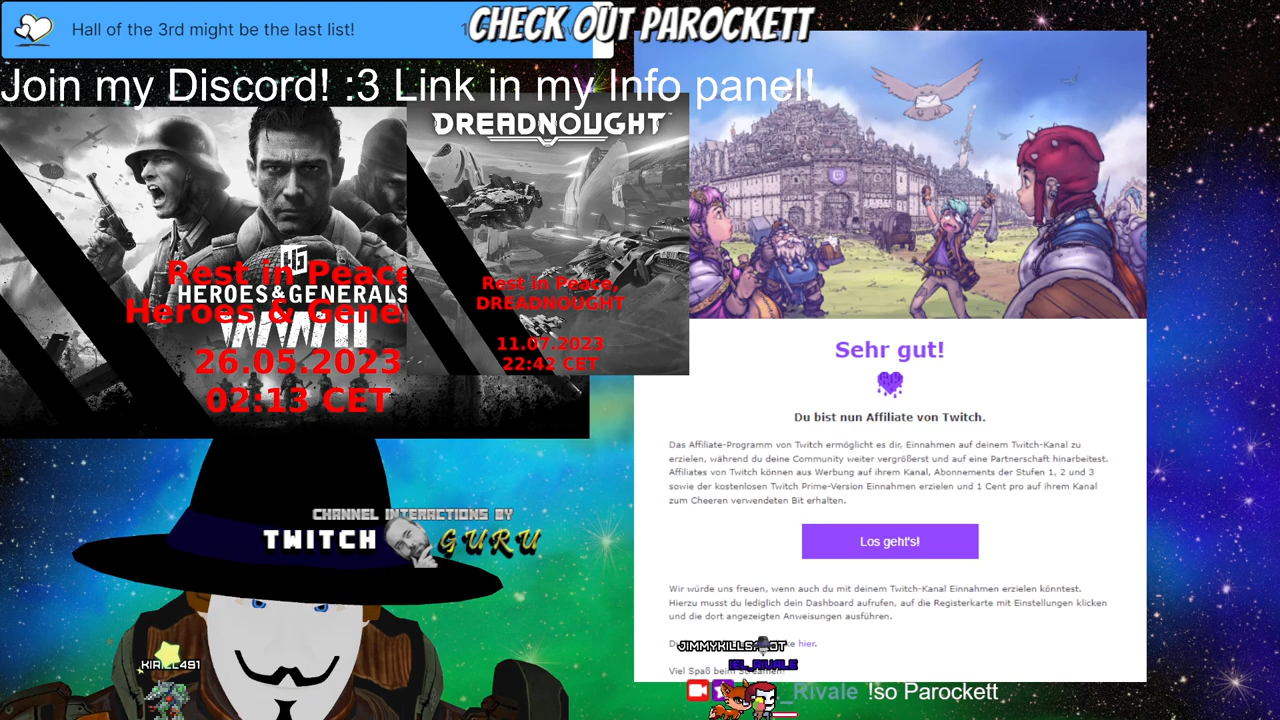 CHECK OUT PAROCKETT
Hall of the 3rd might be the last list!
Join my Discord! :3 Link in my Info panel!
Rest in Peace
HEROES & GENERALS
WWII
Heroes & Gener
26.05.2023
02:13 CET
DREADNOUGHT
Rest in Peace,
DREADNOUGHT
11.07.2023
22:42 CET
Sehr gut!
Du bist nun Affiliate von Twitch.
Das Affiliate-Programm von Twitch ermöglicht es dir, Einnahmen auf deinem Twitch-Kanal zu
erzielen, während du deine Community weiter vergrößerst und auf eine Partnerschaft hinarbeitest.
Affiliates von Twitch können aus Werbung auf ihrem Kanal, Abonnements der Stufen 1, 2 und 3
sowie der kostenlosen Twitch Prime-Version Einnahmen erzielen und 1 Cent pro auf ihrem Kanal
zum Cheeren verwendeten Bit erhalten.
Los geht's!
Wir würde uns freuen, wenn auch du mit deinem Twitch-Kanal Einnahmen erzielen könntest.
Hierzu musst du lediglich dein Dashboard aufrufen, auf die Registerkarte mit Einstellungen klicken
und die dort angezeigten Anweisungen ausführen.
hier.
Viel Spaß beim Streamen!
CHANNEL INTERACTIONS BY
TWITCH GURU
KIRILL491
IEL_RIVALE
_Rivale !so Parockett